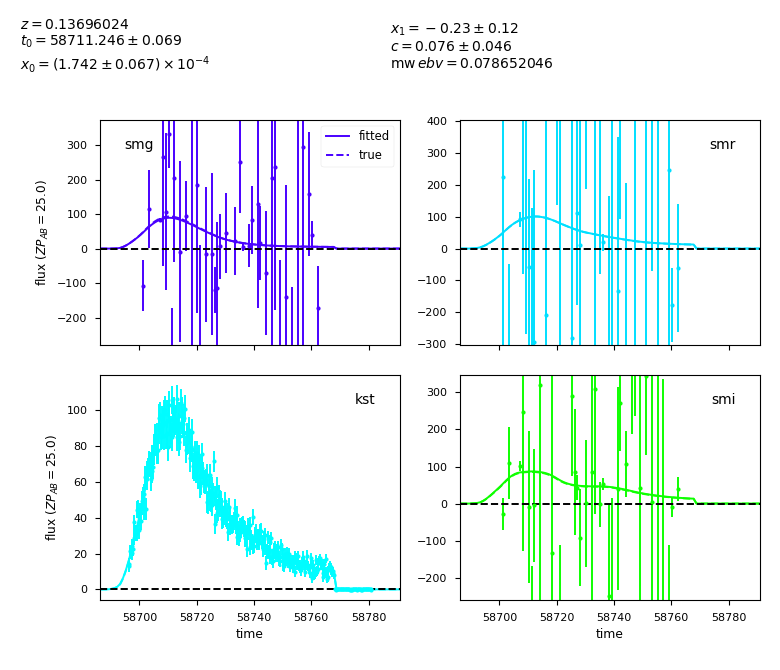 z = 0.13696024
t₀ = 58711.246 ± 0.069
x₀ = (1.742 ± 0.067) × 10⁻⁴
x₁ = −0.23 ± 0.12
c = 0.076 ± 0.046
mw ebv = 0.078652046
smg
fitted
true
300
200
100
0
−100
−200
flux (ZP_AB = 25.0)
smr
400
300
200
100
0
−100
−200
−300
kst
100
80
60
40
20
0
flux (ZP_AB = 25.0)
58700 58720 58740 58760 58780
time
smi
300
200
100
0
−100
−200
58700 58720 58740 58760 58780
time